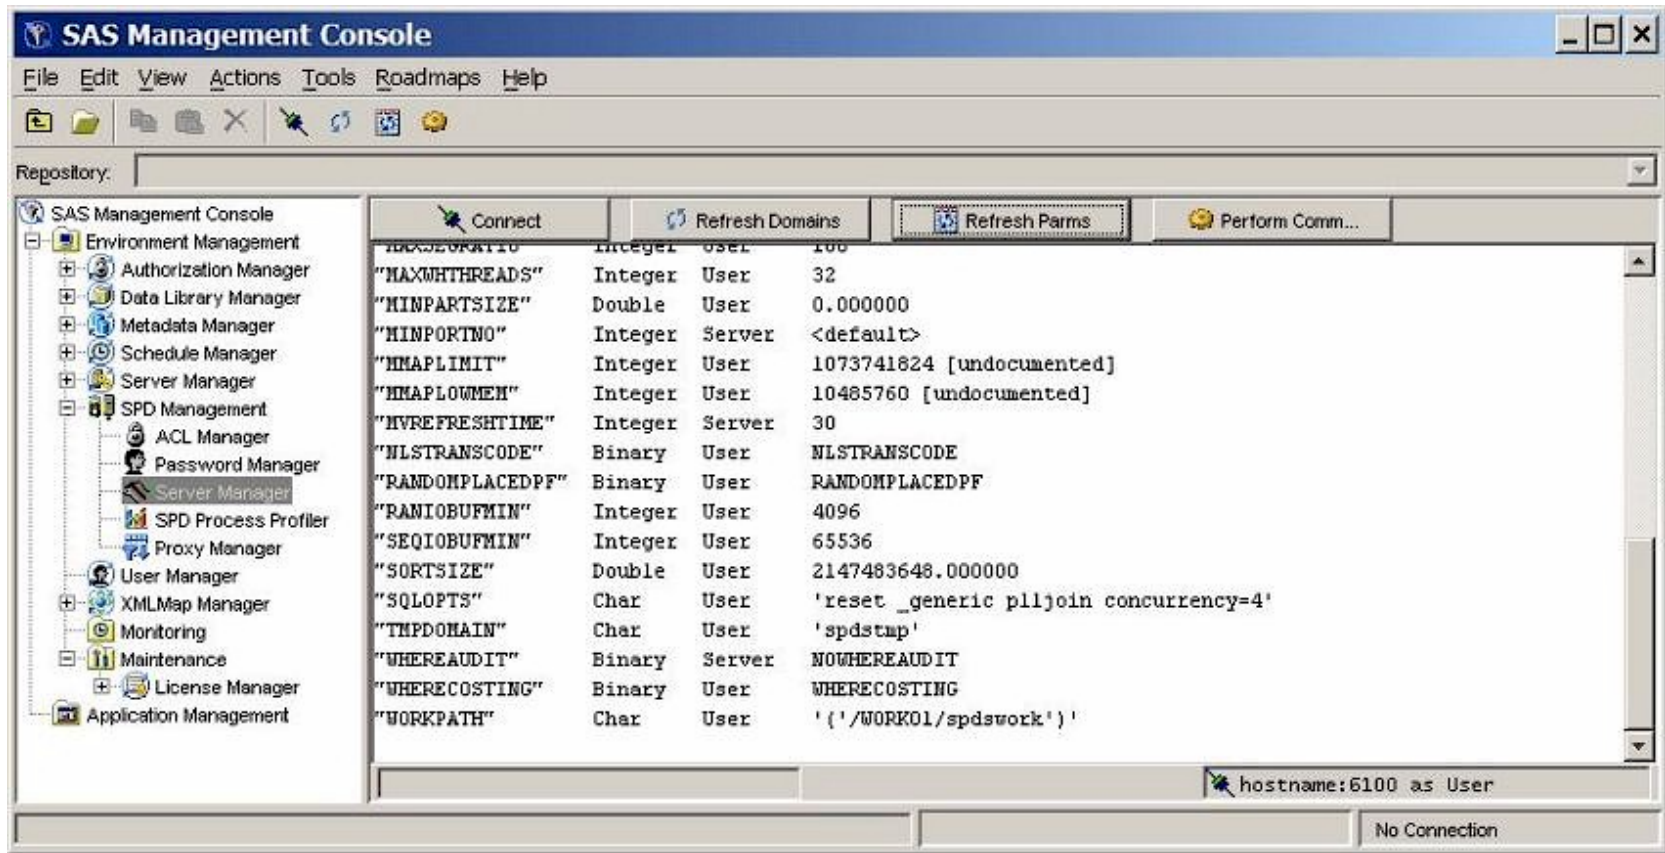 SAS Management Console
File Edit View Actions Tools Roadmaps Help
Repository:
SAS Management Console
Environment Management
Authorization Manager
Data Library Manager
Metadata Manager
Schedule Manager
Server Manager
SPD Management
ACL Manager
Password Manager
Server Manager
SPD Process Profiler
Proxy Manager
User Manager
XMLMap Manager
Monitoring
Maintenance
License Manager
Application Management
Connect Refresh Domains Refresh Parms Perform Comm...
"MAXSEGRATIO" Integer User 100
"MAXWHTHREADS" Integer User 32
"MINPARTSIZE" Double User 0.000000
"MINPORTNO" Integer Server <default>
"MMAPLIMIT" Integer User 1073741824 [undocumented]
"MMAPLOWMEM" Integer User 10485760 [undocumented]
"MVREFRESHTIME" Integer Server 30
"NLSTRANSCODE" Binary User NLSTRANSCODE
"RANDOMPLACEDPF" Binary User RANDOMPLACEDPF
"RANIOBUFMIN" Integer User 4096
"SEQIOBUFMIN" Integer User 65536
"SORTSIZE" Double User 2147483648.000000
"SQLOPTS" Char User 'reset _generic plljoin concurrency=4'
"TMPDOMAIN" Char User 'spdstmp'
"WHEREAUDIT" Binary Server NOWHEREAUDIT
"WHERECOSTING" Binary User WHERECOSTING
"WORKPATH" Char User '('/WORK01/spdswork')'
hostname:6100 as User
No Connection